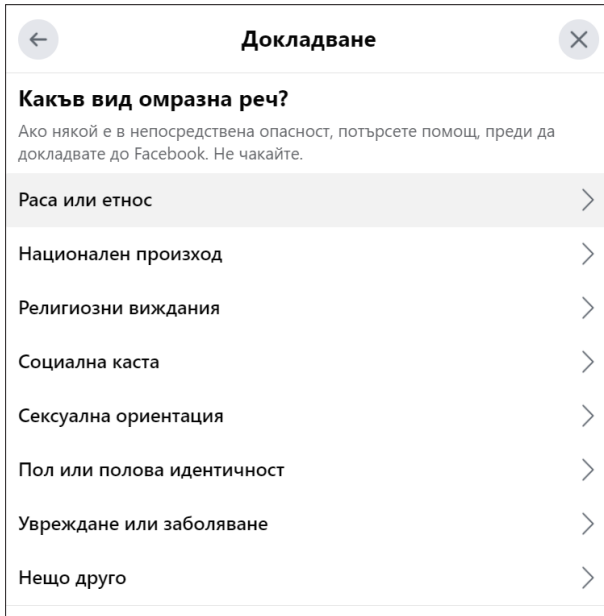 Докладване
Какъв вид омразна реч?
Ако някой е в непосредствена опасност, потърсете помощ, преди да
докладвате до Facebook. Не чакайте.
Раса или етнос
Национален произход
Религиозни виждания
Социална каста
Сексуална ориентация
Пол или полова идентичност
Увреждане или заболяване
Нещо друго